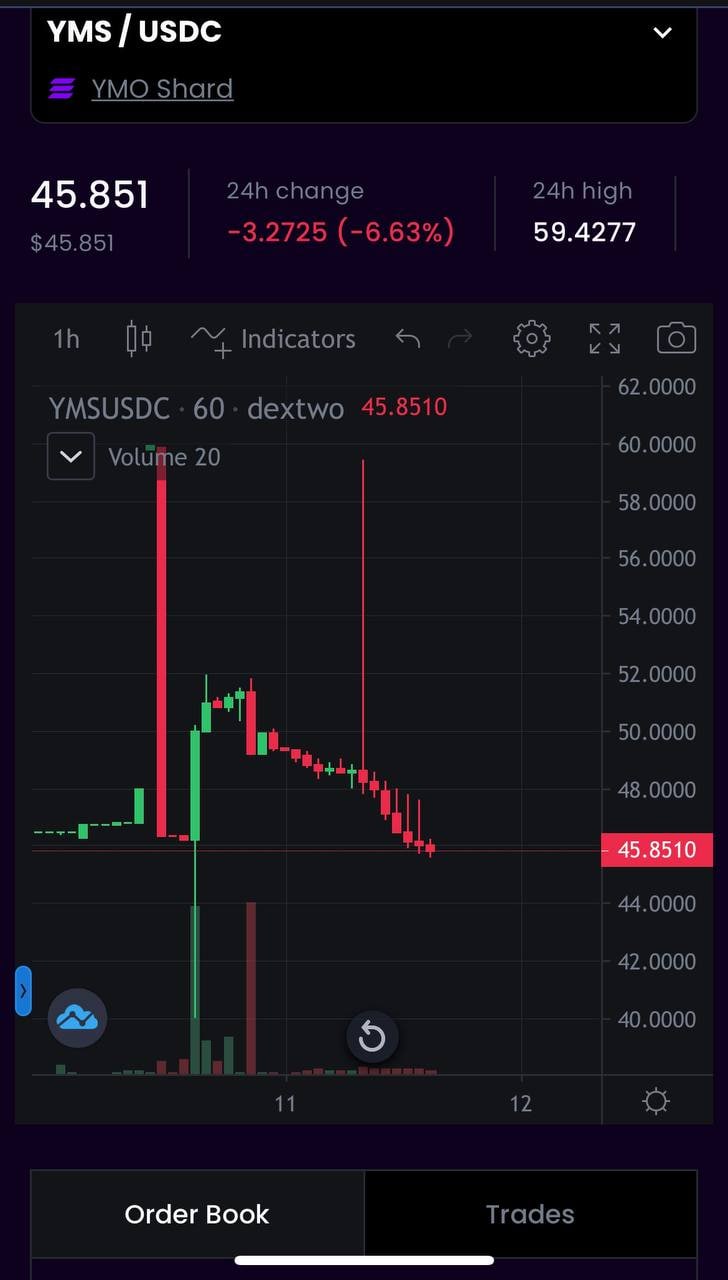 YMS / USDC
YMO Shard
45.851
$45.851
24h change
-3.2725 (-6.63%)
24h high
59.4277
1h
Indicators
YMSUSDC · 60 · dextwo 45.8510
Volume 20
62.0000
60.0000
58.0000
56.0000
54.0000
52.0000
50.0000
48.0000
45.8510
44.0000
42.0000
40.0000
11
12
Order Book
Trades